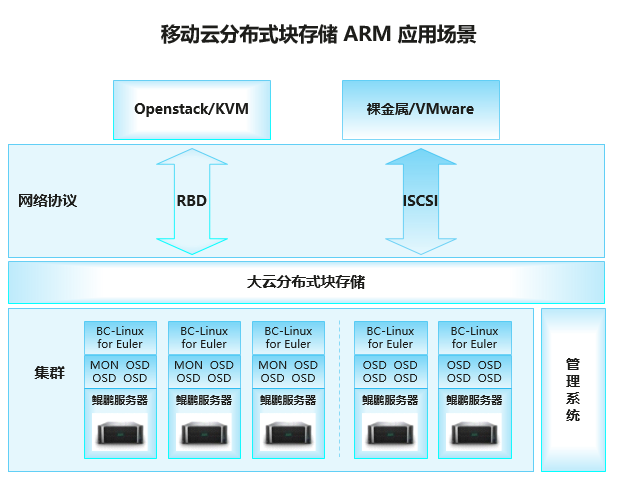 移动云分布式块存储 ARM 应用场景
Openstack/KVM
裸金属/VMware
网络协议
RBD
ISCSI
大云分布式块存储
集群
BC-Linux
for Euler
MON OSD
OSD OSD
鲲鹏服务器
BC-Linux
for Euler
MON OSD
OSD OSD
鲲鹏服务器
BC-Linux
for Euler
MON OSD
OSD OSD
鲲鹏服务器
BC-Linux
for Euler
OSD OSD
OSD OSD
鲲鹏服务器
BC-Linux
for Euler
OSD OSD
OSD OSD
鲲鹏服务器
管理系统